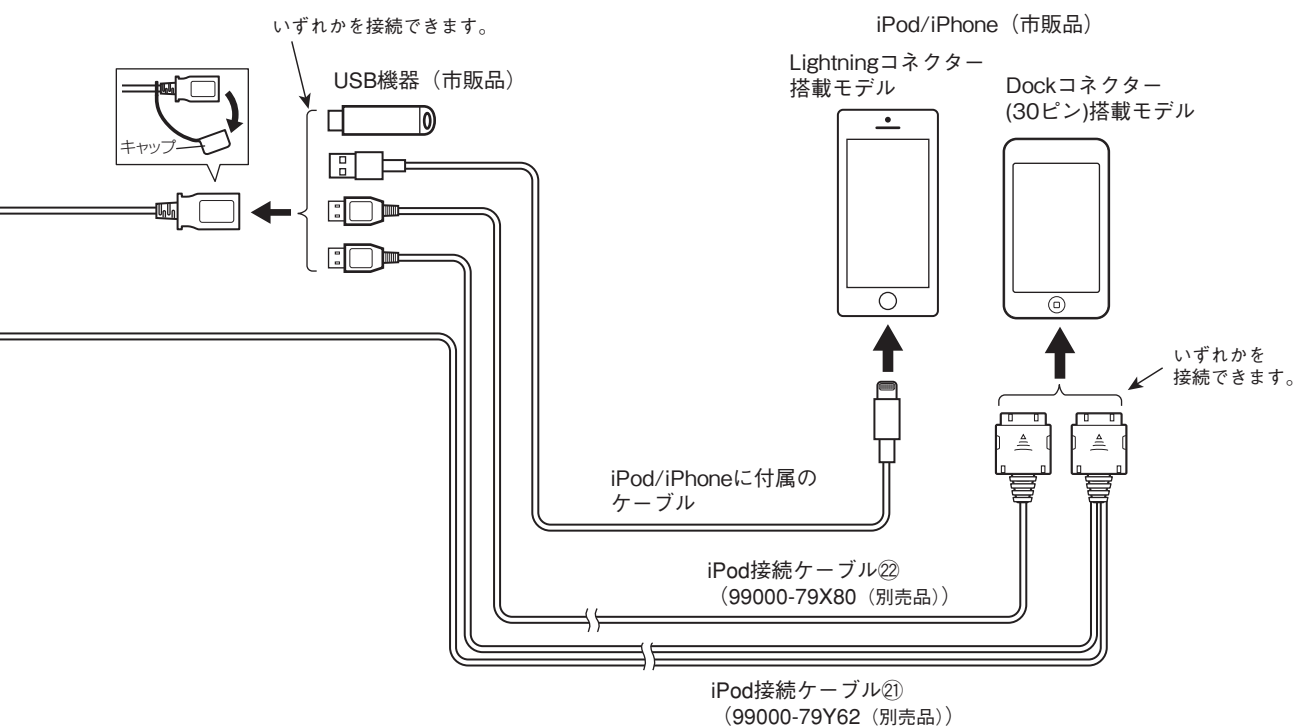 いずれかを接続できます。
iPod/iPhone（市販品）
Lightningコネクター
搭載モデル
USB機器（市販品）
Dockコネクター
(30ピン)搭載モデル
キャップ
いずれかを
接続できます。
iPod/iPhoneに付属の
ケーブル
iPod接続ケーブル㉒
（99000-79X80（別売品））
iPod接続ケーブル㉑
（99000-79Y62（別売品））